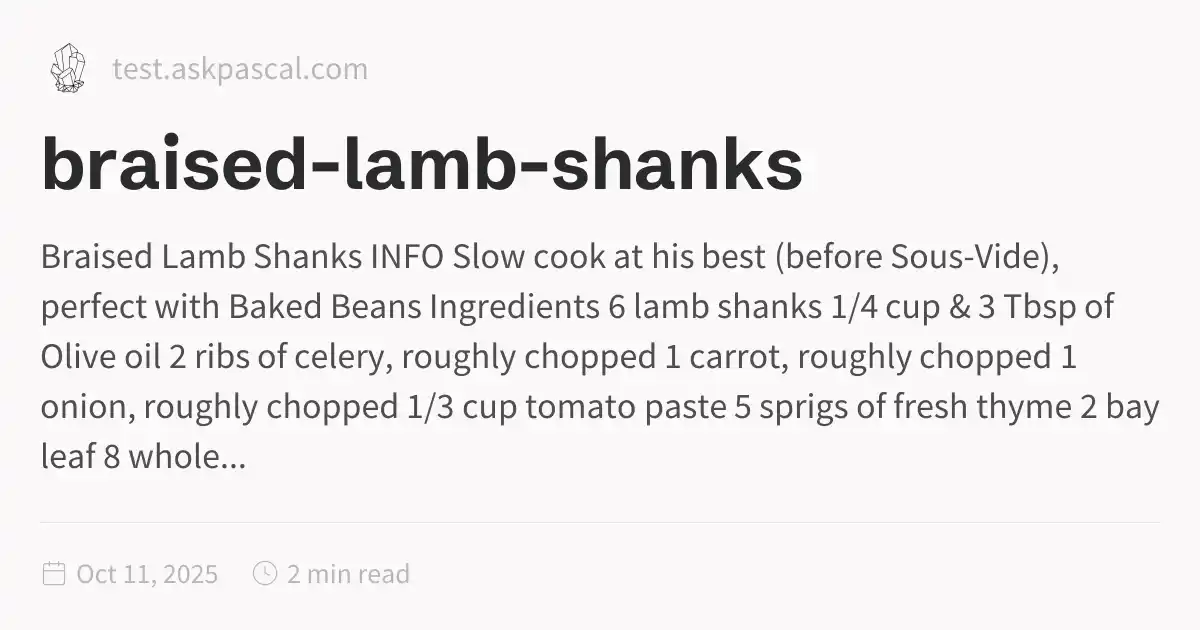 test.askpascal.com
braised-lamb-shanks
Braised Lamb Shanks INFO Slow cook at his best (before Sous-Vide),
perfect with Baked Beans Ingredients 6 lamb shanks 1/4 cup & 3 Tbsp of
Olive oil 2 ribs of celery, roughly chopped 1 carrot, roughly chopped 1
onion, roughly chopped 1/3 cup tomato paste 5 sprigs of fresh thyme 2 bay
leaf 8 whole...
Oct 11, 2025 2 min read